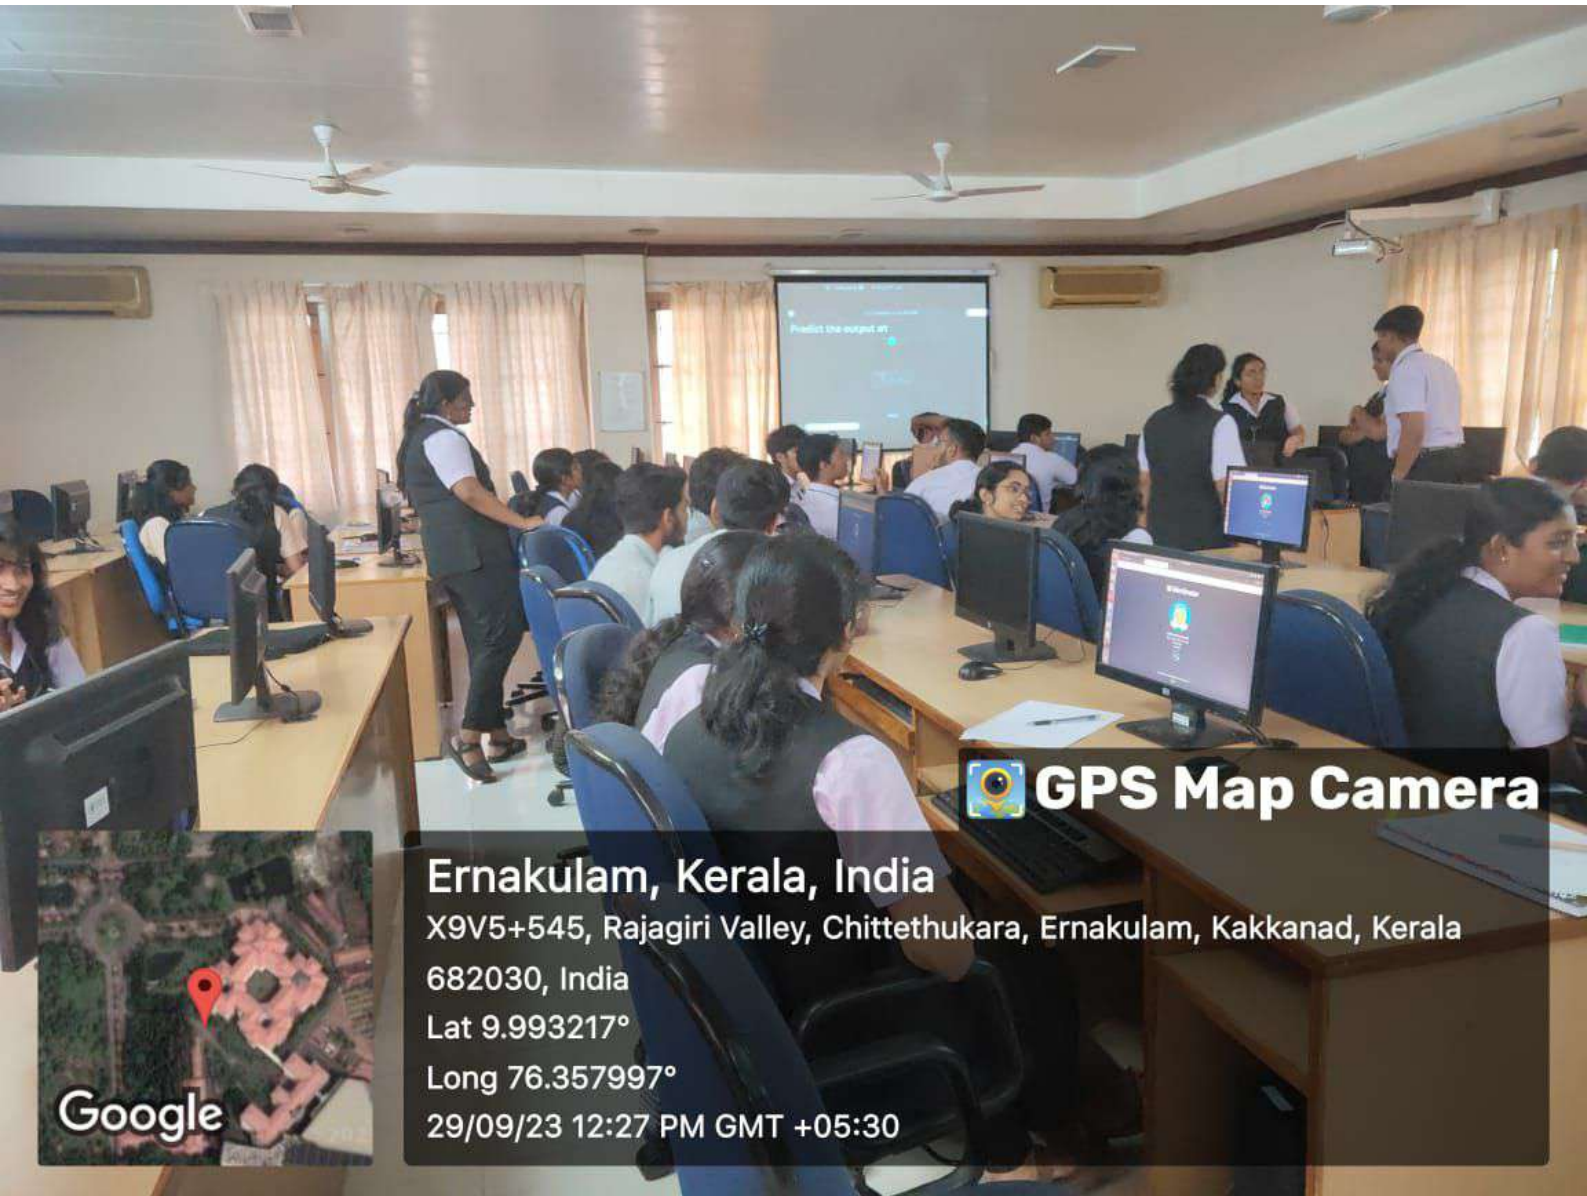 Predict the output of
GPS Map Camera
Ernakulam, Kerala, India
X9V5+545, Rajagiri Valley, Chittethukara, Ernakulam, Kakkanad, Kerala
682030, India
Lat 9.993217°
Long 76.357997°
29/09/23 12:27 PM GMT +05:30
Google